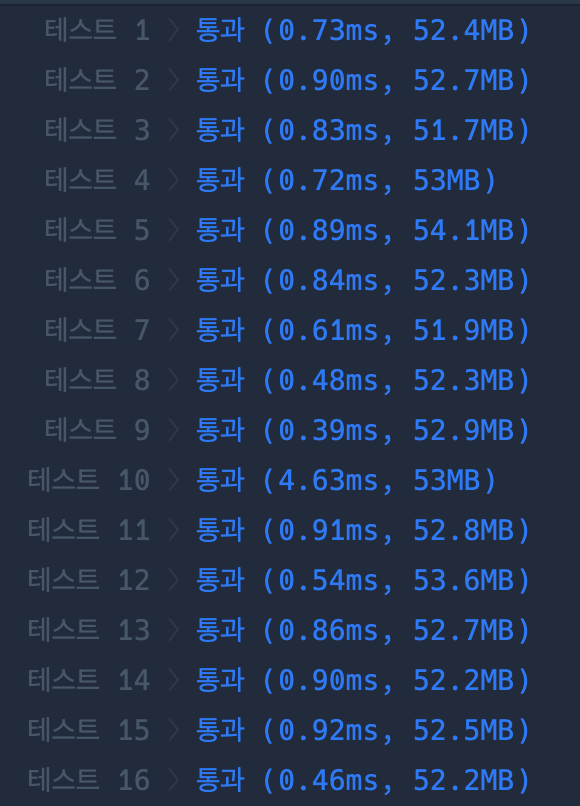 테스트 1 〉 통과 (0.73ms, 52.4MB)
테스트 2 〉 통과 (0.90ms, 52.7MB)
테스트 3 〉 통과 (0.83ms, 51.7MB)
테스트 4 〉 통과 (0.72ms, 53MB)
테스트 5 〉 통과 (0.89ms, 54.1MB)
테스트 6 〉 통과 (0.84ms, 52.3MB)
테스트 7 〉 통과 (0.61ms, 51.9MB)
테스트 8 〉 통과 (0.48ms, 52.3MB)
테스트 9 〉 통과 (0.39ms, 52.9MB)
테스트 10 〉 통과 (4.63ms, 53MB)
테스트 11 〉 통과 (0.91ms, 52.8MB)
테스트 12 〉 통과 (0.54ms, 53.6MB)
테스트 13 〉 통과 (0.86ms, 52.7MB)
테스트 14 〉 통과 (0.90ms, 52.2MB)
테스트 15 〉 통과 (0.92ms, 52.5MB)
테스트 16 〉 통과 (0.46ms, 52.2MB)